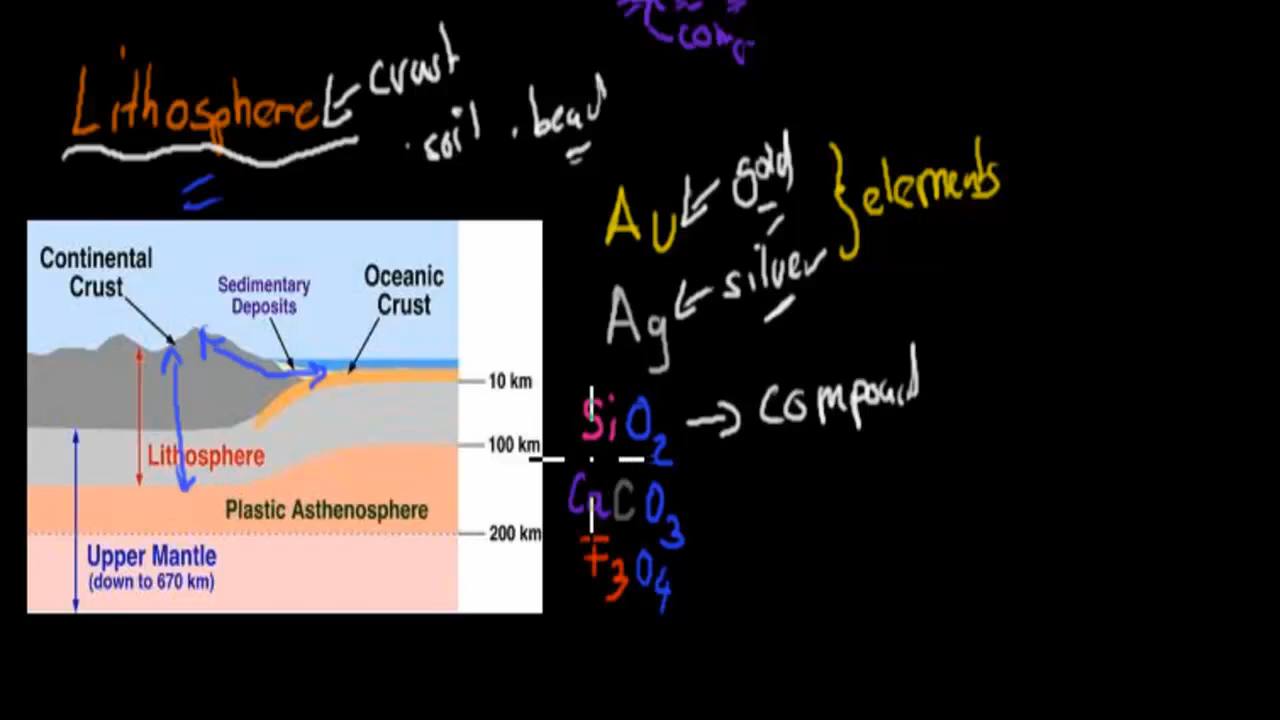 Lithosphere
crust
. soil . beach
Au
gold
Ag
silver
elements
SiO2
compound
CaCO3
O4
Continental
Crust
Sedimentary
Deposits
Oceanic
Crust
10 km
100 km
Lithosphere
Plastic Asthenosphere
200 km
Upper Mantle
(down to 670 km)